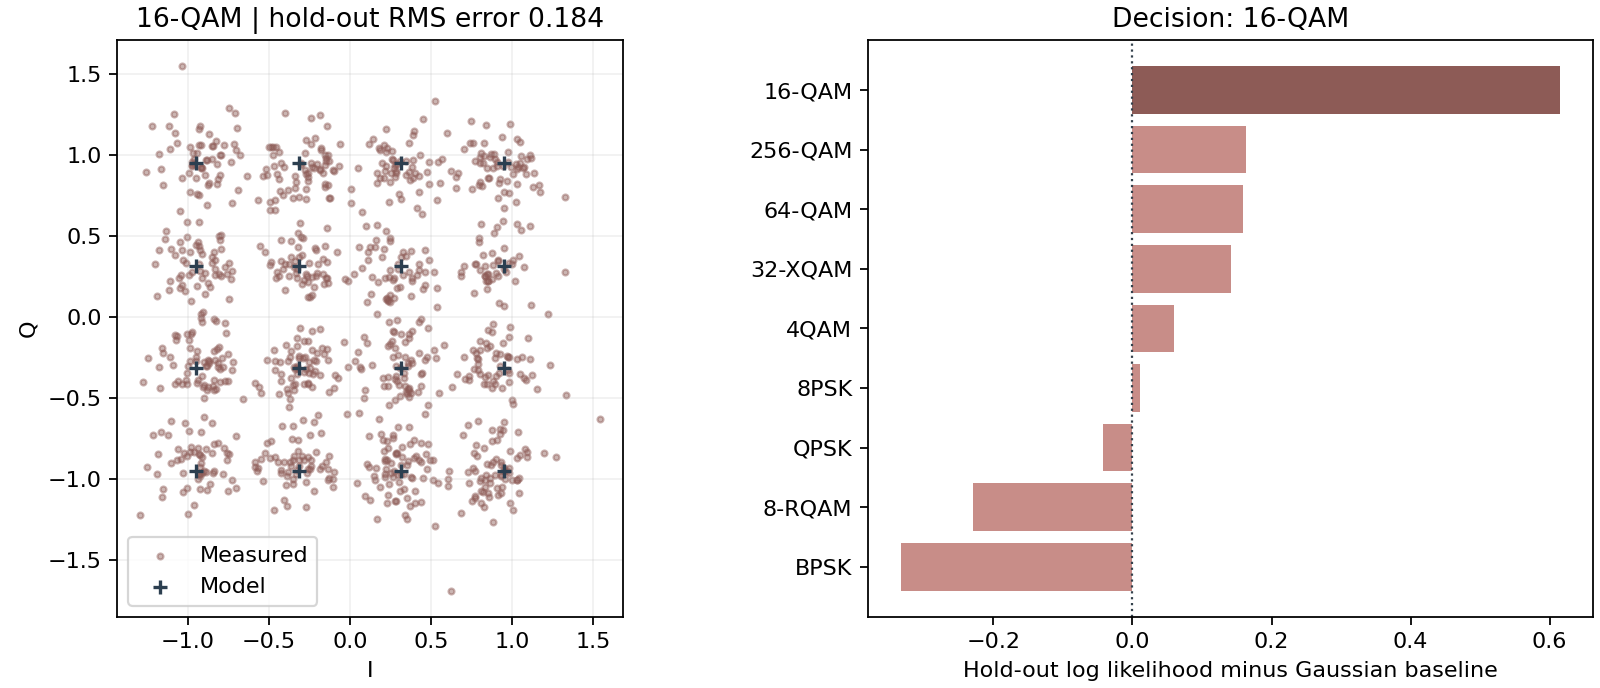 16-QAM | hold-out RMS error 0.184
1.5
1.0
0.5
0.0
−0.5
−1.0
−1.5
Q
Measured
Model
−1.0
−0.5
0.0
0.5
1.0
1.5
I
Decision: 16-QAM
16-QAM
256-QAM
64-QAM
32-XQAM
4QAM
8PSK
QPSK
8-RQAM
BPSK
−0.2
0.0
0.2
0.4
0.6
Hold-out log likelihood minus Gaussian baseline